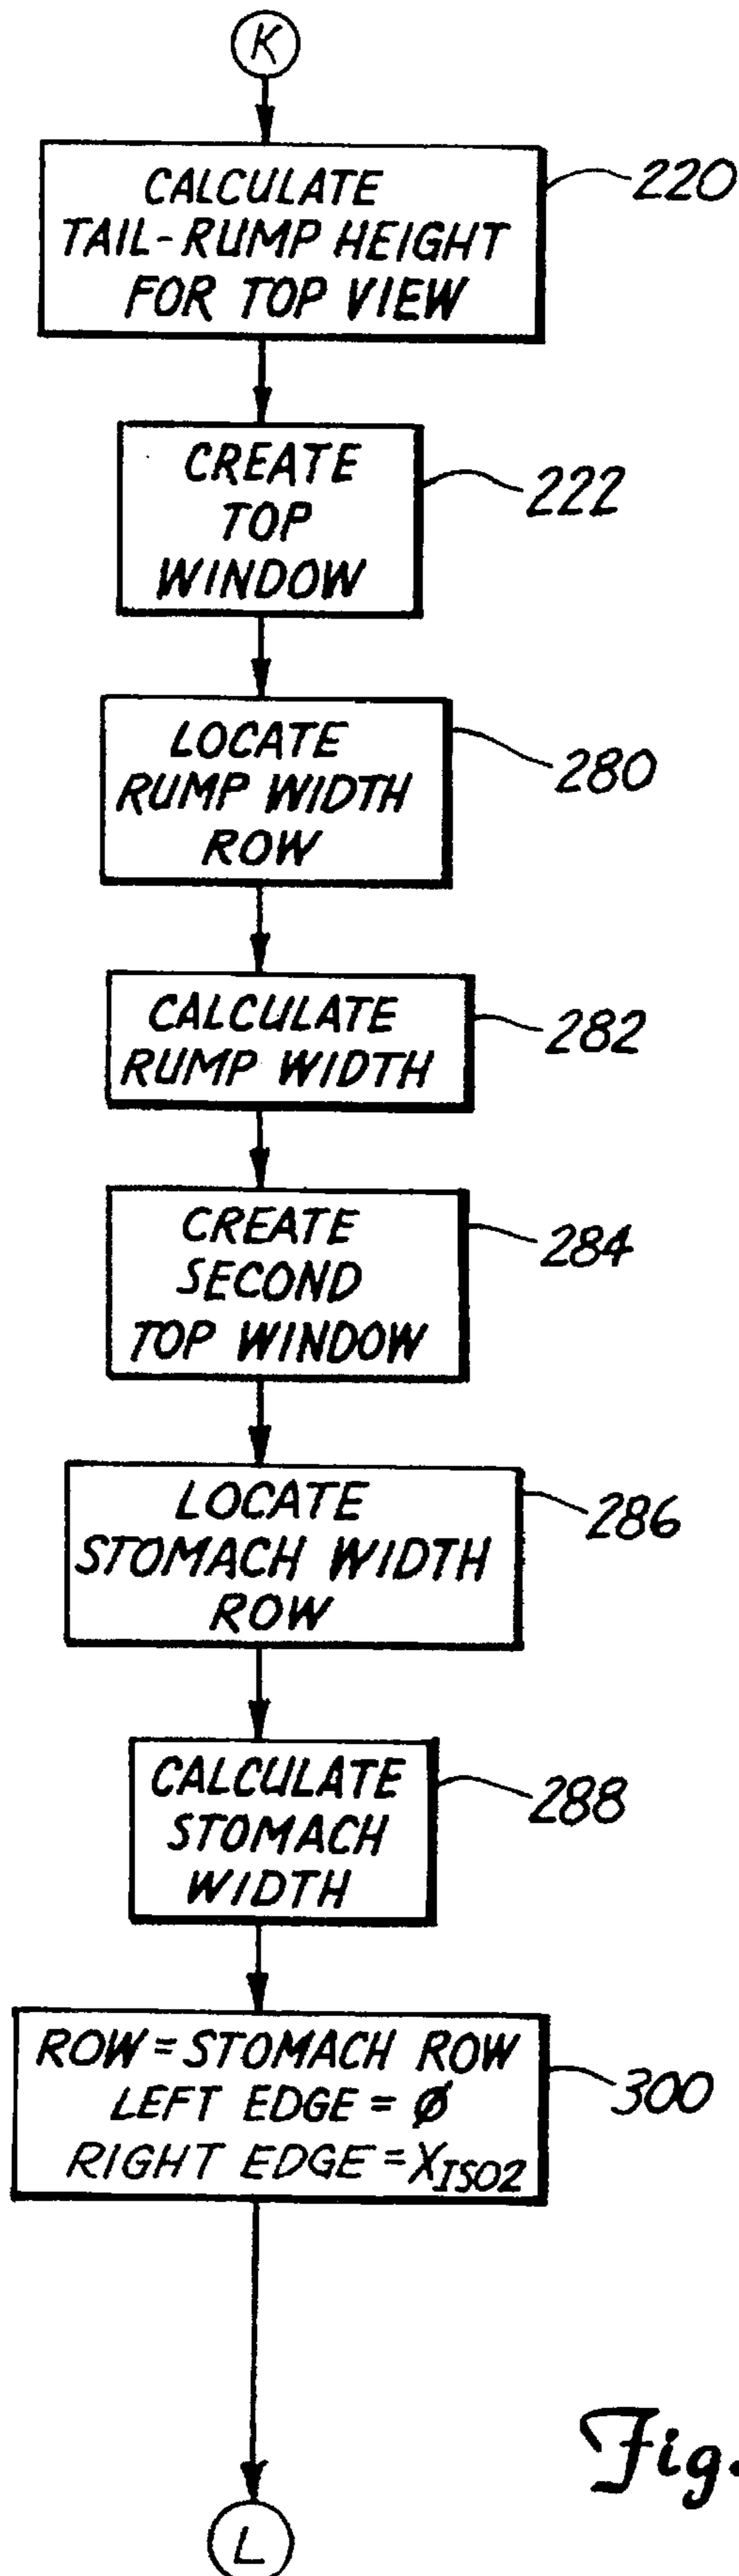 K
CALCULATE
TAIL-RUMP HEIGHT
FOR TOP VIEW
220
CREATE
TOP
WINDOW
222
LOCATE
RUMP WIDTH
ROW
280
CALCULATE
RUMP WIDTH
282
CREATE
SECOND
TOP WINDOW
284
LOCATE
STOMACH WIDTH
ROW
286
CALCULATE
STOMACH
WIDTH
288
ROW = STOMACH ROW
LEFT EDGE = Ø
RIGHT EDGE = XISO2
300
Fig.
L